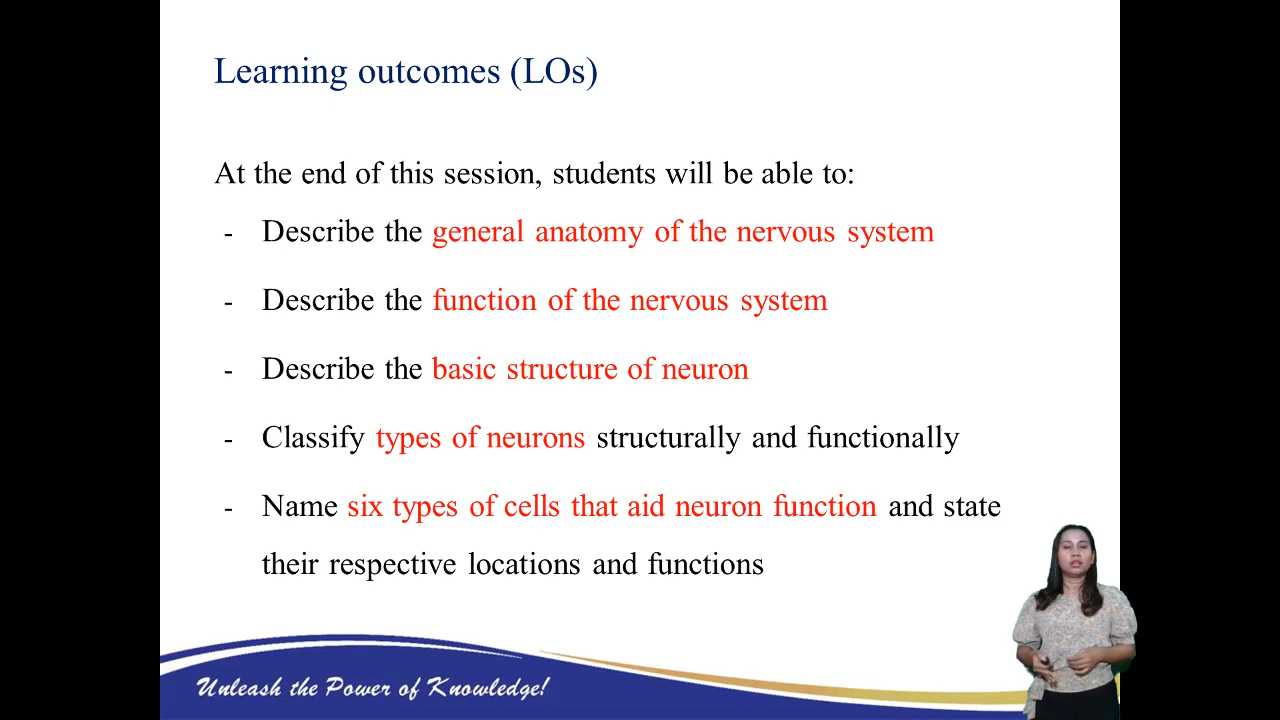 Learning outcomes (LOs)
At the end of this session, students will be able to:
- Describe the general anatomy of the nervous system
- Describe the function of the nervous system
- Describe the basic structure of neuron
- Classify types of neurons structurally and functionally
- Name six types of cells that aid neuron function and state
their respective locations and functions
Unleash the Power of Knowledge!